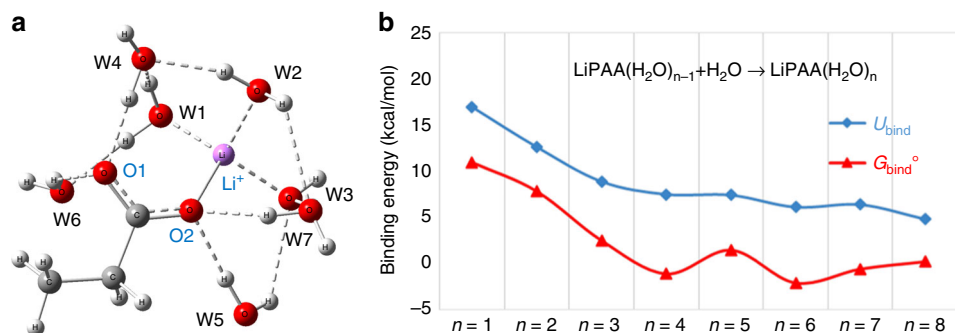 a
W4
W2
W1
O1
Li
Li⁺
W6
O2
W3
W7
W5
H
O
C
b
Binding energy (kcal/mol)
25
20
15
10
5
0
–5
LiPAA(H₂O)ₙ₋₁+H₂O → LiPAA(H₂O)ₙ
U_bind
G_bind°
n = 1 n = 2 n = 3 n = 4 n = 5 n = 6 n = 7 n = 8